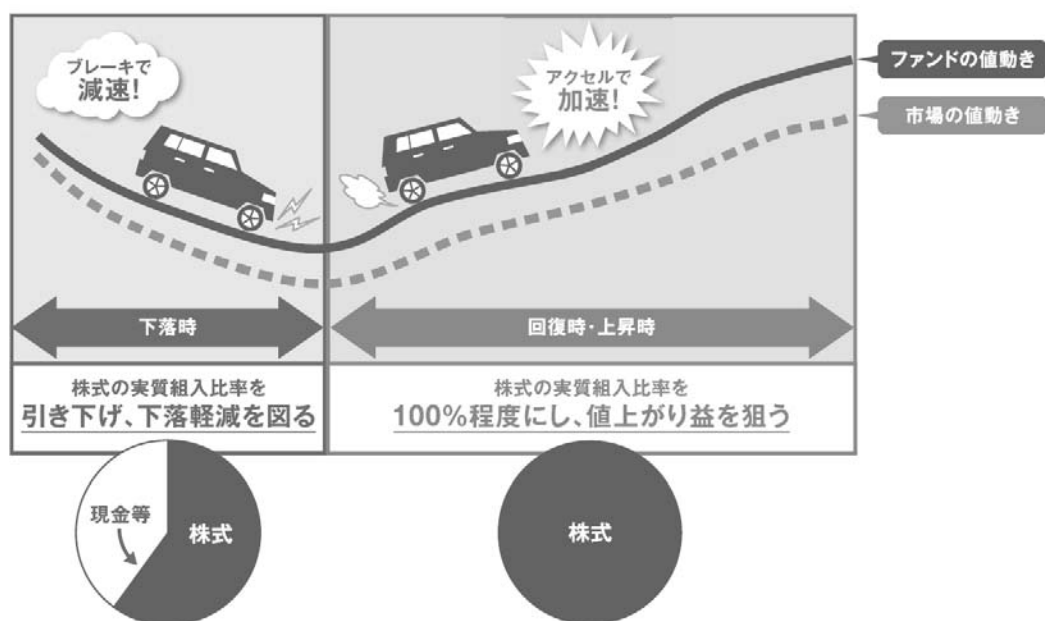 ブレーキで
減速!
アクセルで
加速!
ファンドの値動き
市場の値動き
下落時
回復時・上昇時
株式の実質組入比率を
引き下げ、下落軽減を図る
株式の実質組入比率を
100%程度にし、値上がり益を狙う
現金等
株式
株式